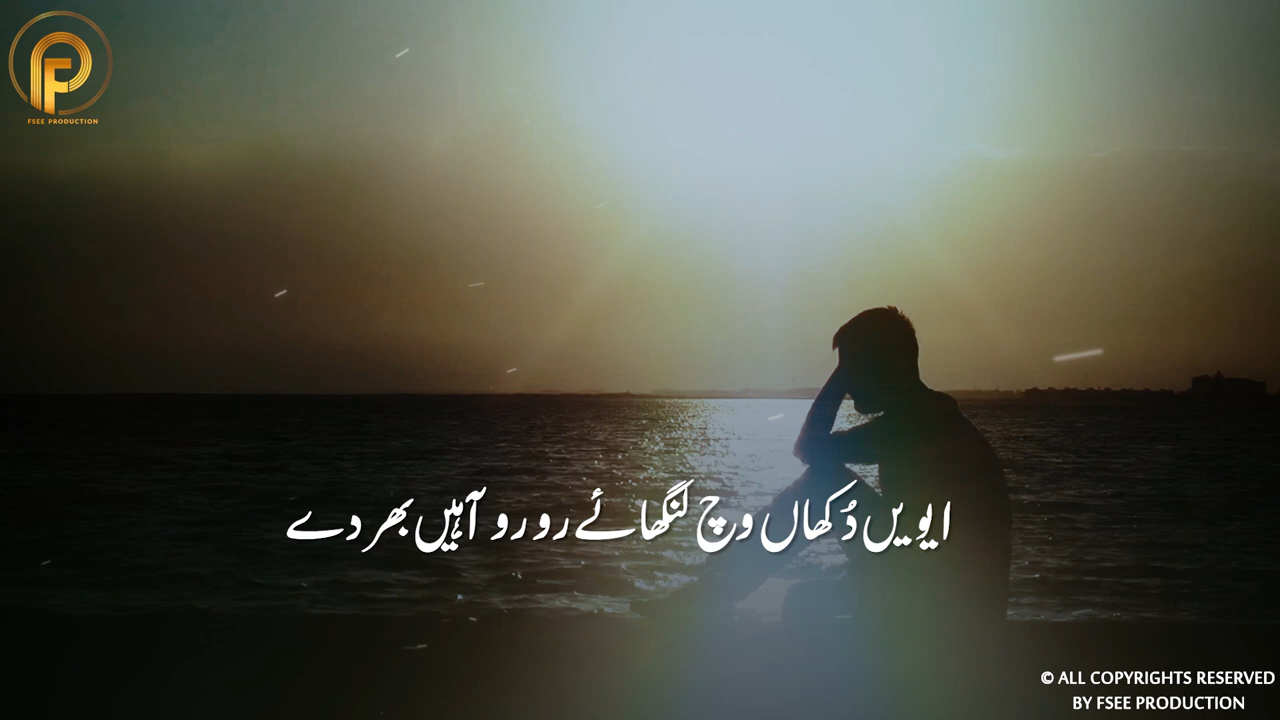 FSEE PRODUCTION
ایویں دُکھاں وچ لنگھائے رو رو آہیں بھر دے
© ALL COPYRIGHTS RESERVED
BY FSEE PRODUCTION